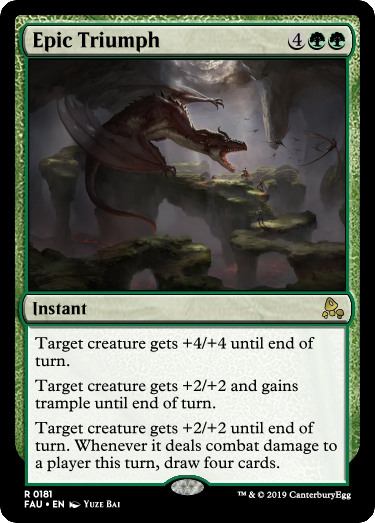 Epic Triumph 4
Instant
Target creature gets +4/+4 until end of
turn.
Target creature gets +2/+2 and gains
trample until end of turn.
Target creature gets +2/+2 until end of
turn. Whenever it deals combat damage to
a player this turn, draw four cards.
R 0181
FAU • EN Yuze Bai
™ & © 2019 CanterburyEgg